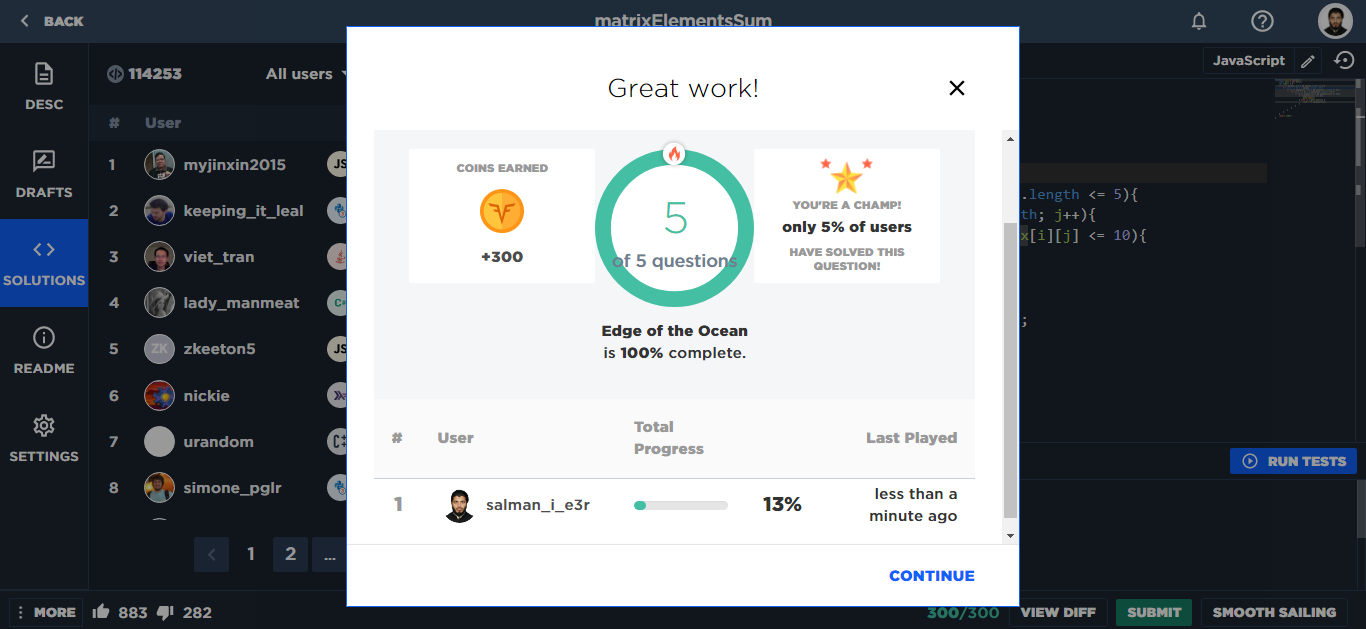 BACK
matrixElementsSum
DESC
DRAFTS
SOLUTIONS
README
SETTINGS
114253
All users
# User
1 myjinxin2015 JS
2 keeping_it_leal
3 viet_tran
4 lady_manmeat C+
5 ZK zkeeton5 JS
6 nickie
7 urandom
8 simone_pglr
1 2 ...
Great work!
COINS EARNED
+300
5
of 5 questions
YOU'RE A CHAMP!
only 5% of users
HAVE SOLVED THIS
QUESTION!
Edge of the Ocean
is 100% complete.
# User Total
Progress Last Played
1 salman_i_e3r 13% less than a
minute ago
CONTINUE
JavaScript
.length <= 5){
th; j++){
x[i][j] <= 10){
;
RUN TESTS
MORE 883 282
300/300 VIEW DIFF SUBMIT SMOOTH SAILING